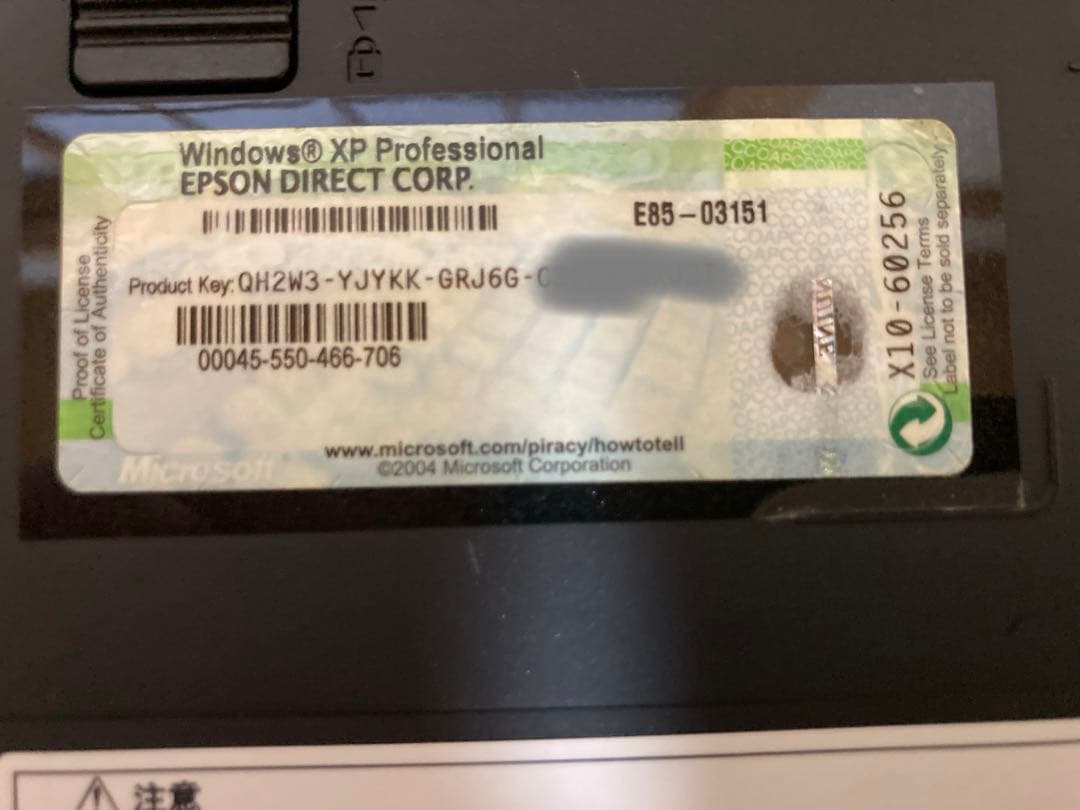 Windows® XP Professional
EPSON DIRECT CORP.
E85-03151
Product Key: QH2W3-YJYKK-GRJ6G-
00045-550-466-706
www.microsoft.com/piracy/howtotell
©2004 Microsoft Corporation
Microsoft
Proof of License
Certificate of Authenticity
X10-60256
See License Terms
Label not to be sold separately
注意